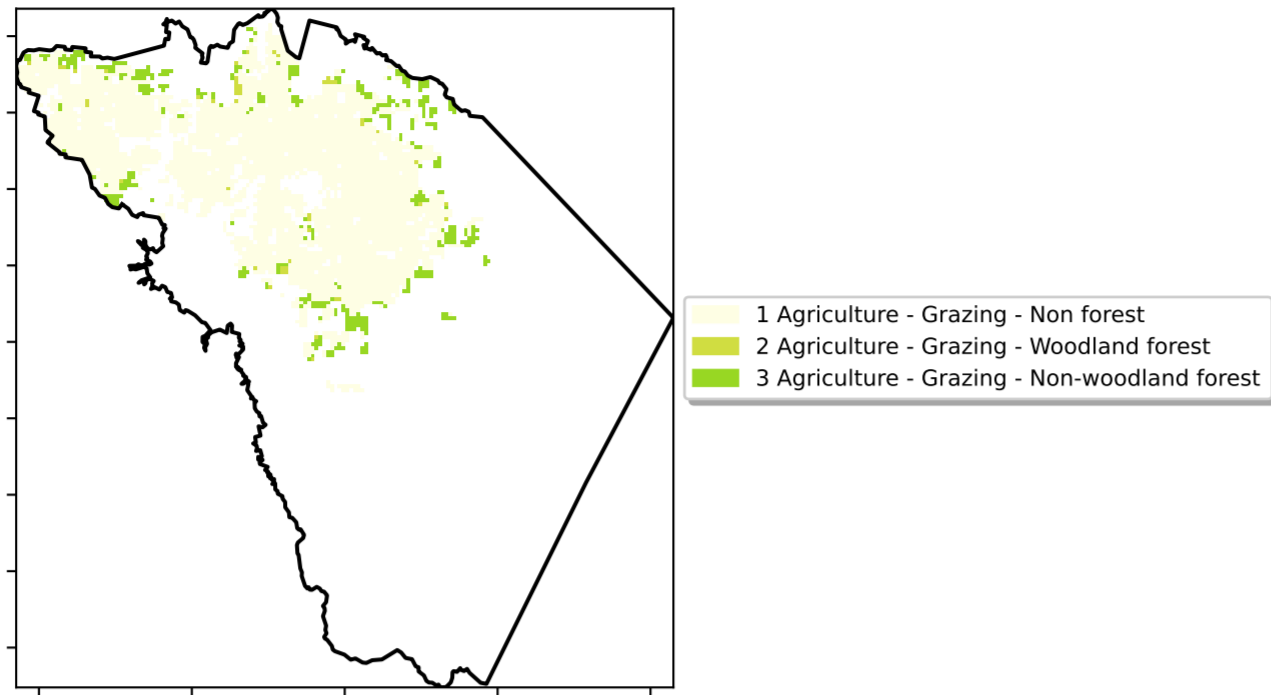 1 Agriculture - Grazing - Non forest
2 Agriculture - Grazing - Woodland forest
3 Agriculture - Grazing - Non-woodland forest